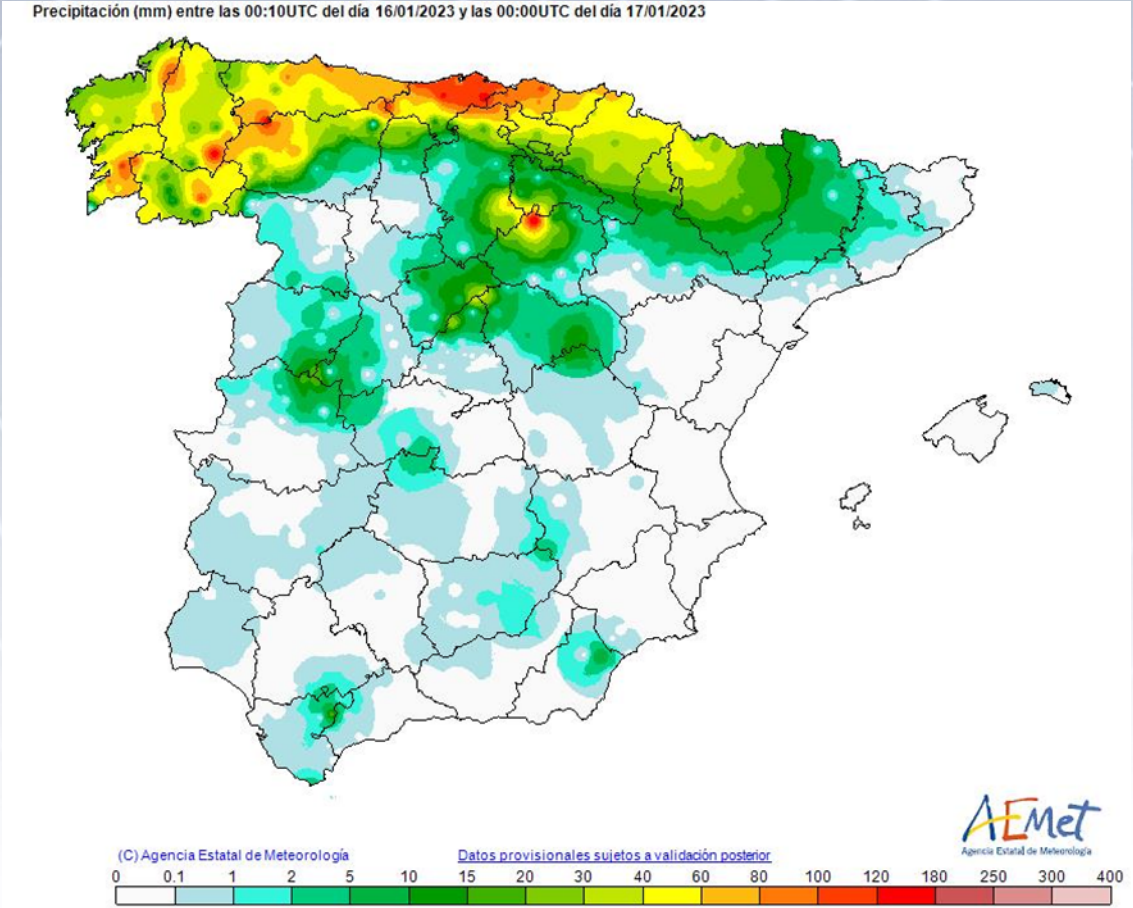 Precipitación (mm) entre las 00:10UTC del día 16/01/2023 y las 00:00UTC del día 17/01/2023
AEMet
Agencia Estatal de Meteorología
(C) Agencia Estatal de Meteorología Datos provisionales sujetos a validación posterior
0 0.1 1 2 5 10 15 20 30 40 60 80 100 120 180 250 300 400